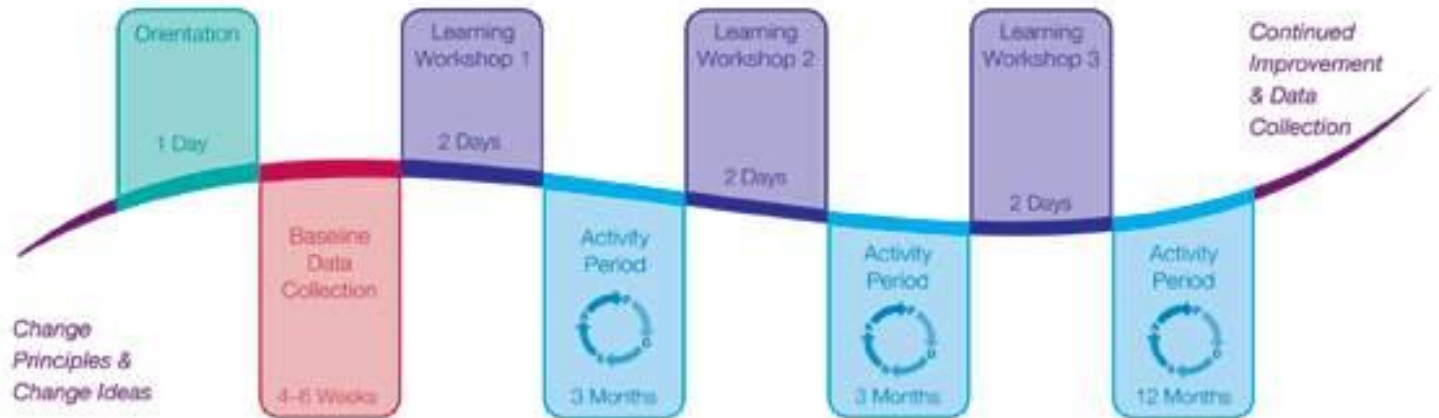 Orientation
1 Day
Learning
Workshop 1
2 Days
Learning
Workshop 2
2 Days
Learning
Workshop 3
2 Days
Continued
Improvement
& Data
Collection
Change
Principles &
Change Ideas
Baseline
Data
Collection
4-6 Weeks
Activity
Period
3 Months
Activity
Period
3 Months
Activity
Period
12 Months